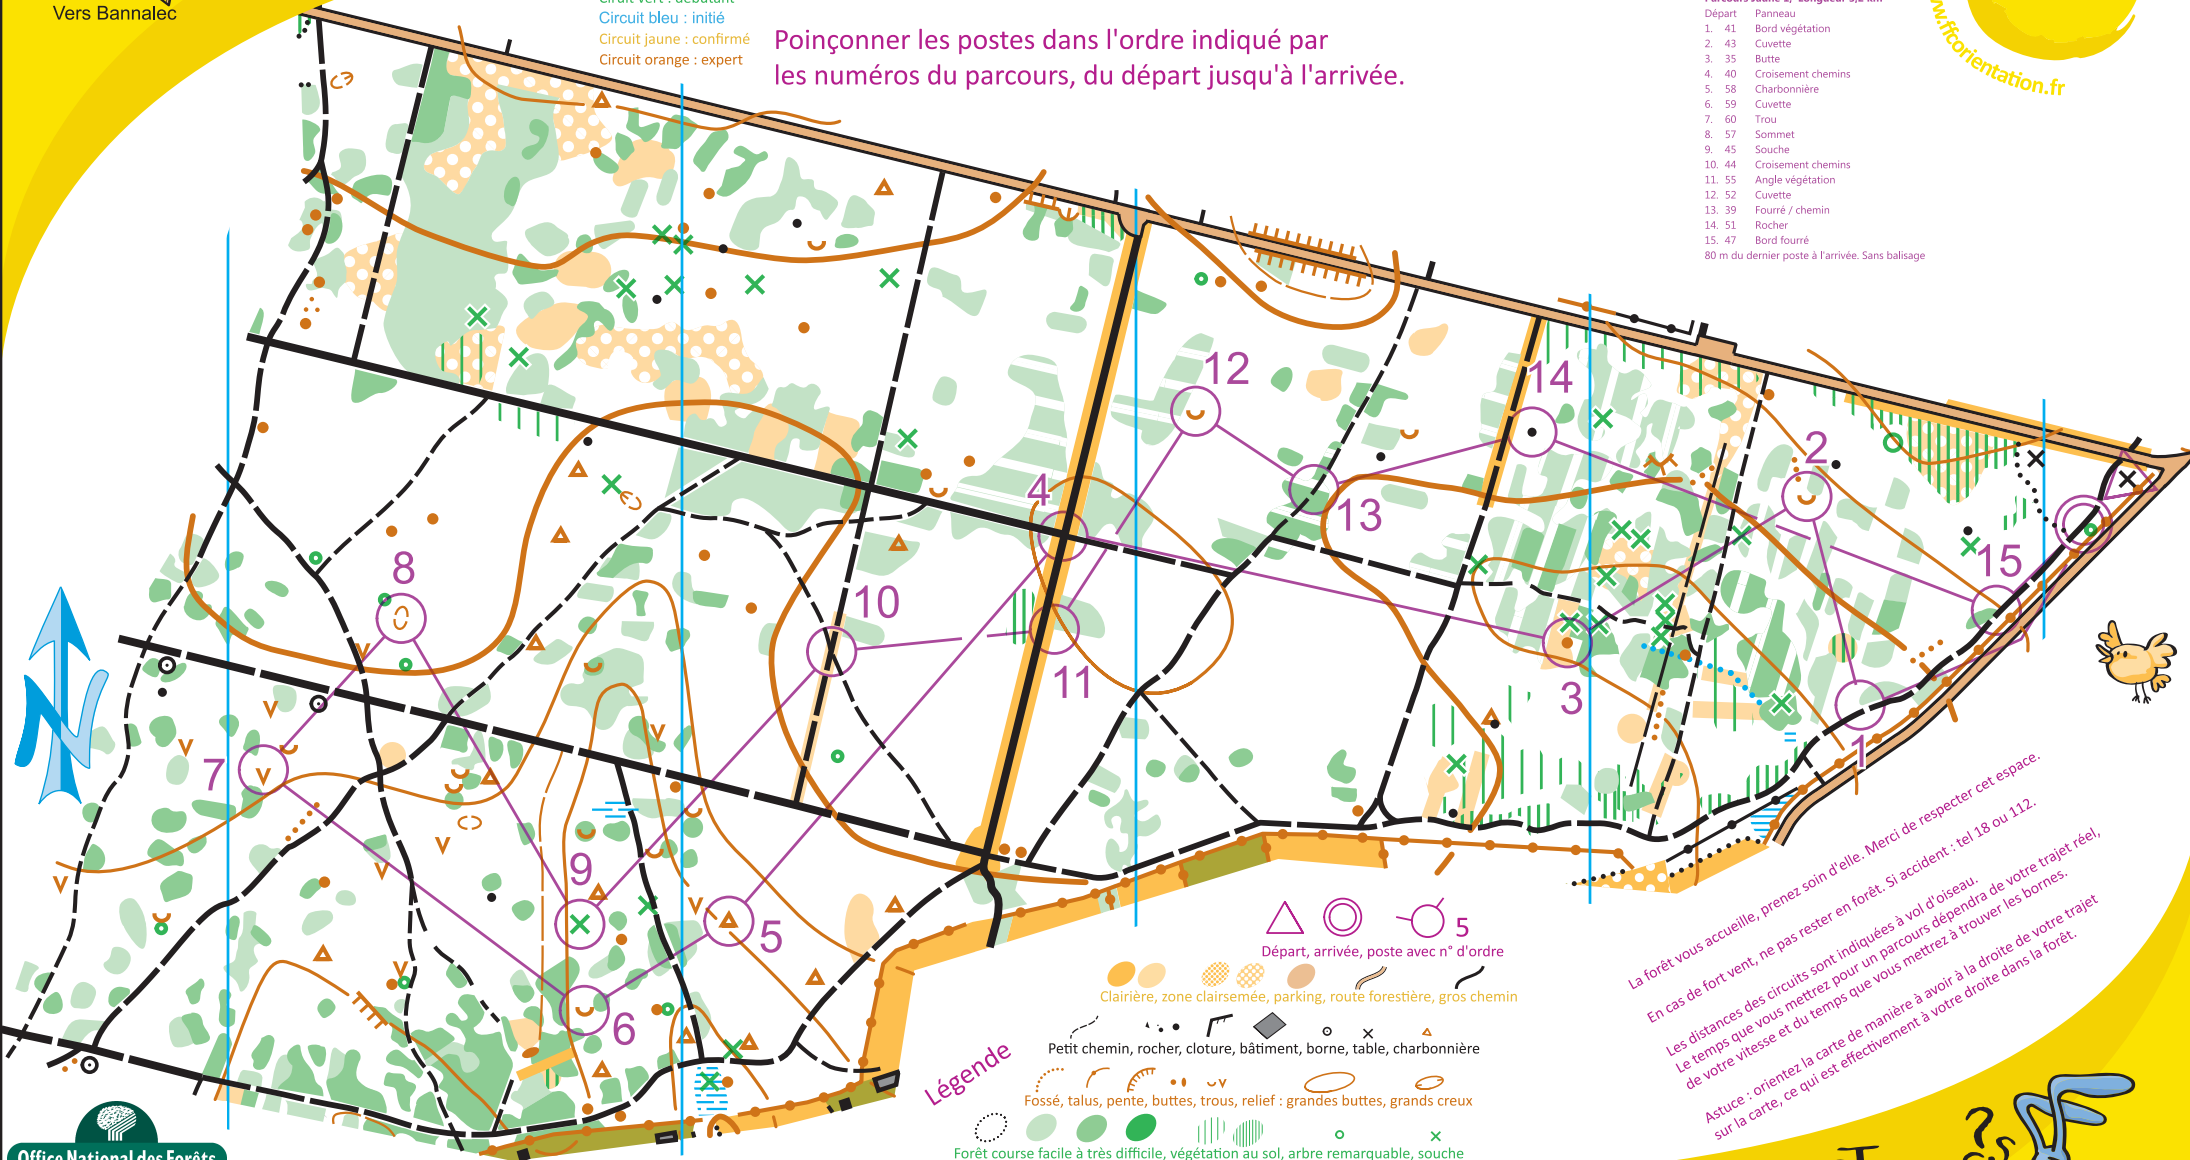 Vers Bannalec
Circuit vert : débutant
Circuit bleu : initié
Circuit jaune : confirmé
Circuit orange : expert
Poinçonner les postes dans l'ordre indiqué par
les numéros du parcours, du départ jusqu'à l'arrivée.
Départ Panneau
1. 41 Bord végétation
2. 43 Cuvette
3. 35 Butte
4. 40 Croisement chemins
5. 58 Charbonnière
6. 59 Cuvette
7. 60 Trou
8. 57 Sommet
9. 45 Souche
10. 44 Croisement chemins
11. 55 Angle végétation
12. 52 Cuvette
13. 39 Fourré / chemin
14. 51 Rocher
15. 47 Bord fourré
80 m du dernier poste à l'arrivée. Sans balisage
www.ffcorientation.fr
12
14
2
4
13
15
8
10
11
3
1
7
9
5
6
N
La forêt vous accueille, prenez soin d'elle. Merci de respecter cet espace.
En cas de fort vent, ne pas rester en forêt. Si accident : tel 18 ou 112.
Les distances des circuits sont indiquées à vol d'oiseau.
Le temps que vous mettrez pour un parcours dépendra de votre trajet réel,
de votre vitesse et du temps que vous mettrez à trouver les bornes.
Astuce : orientez la carte de manière à avoir à la droite de votre trajet
sur la carte, ce qui est effectivement à votre droite dans la forêt.
5
Départ, arrivée, poste avec n° d'ordre
Clairière, zone clairsemée, parking, route forestière, gros chemin
Petit chemin, rocher, cloture, bâtiment, borne, table, charbonnière
Légende
Fossé, talus, pente, buttes, trous, relief : grandes buttes, grands creux
Forêt course facile à très difficile, végétation au sol, arbre remarquable, souche
Office National des Forêts